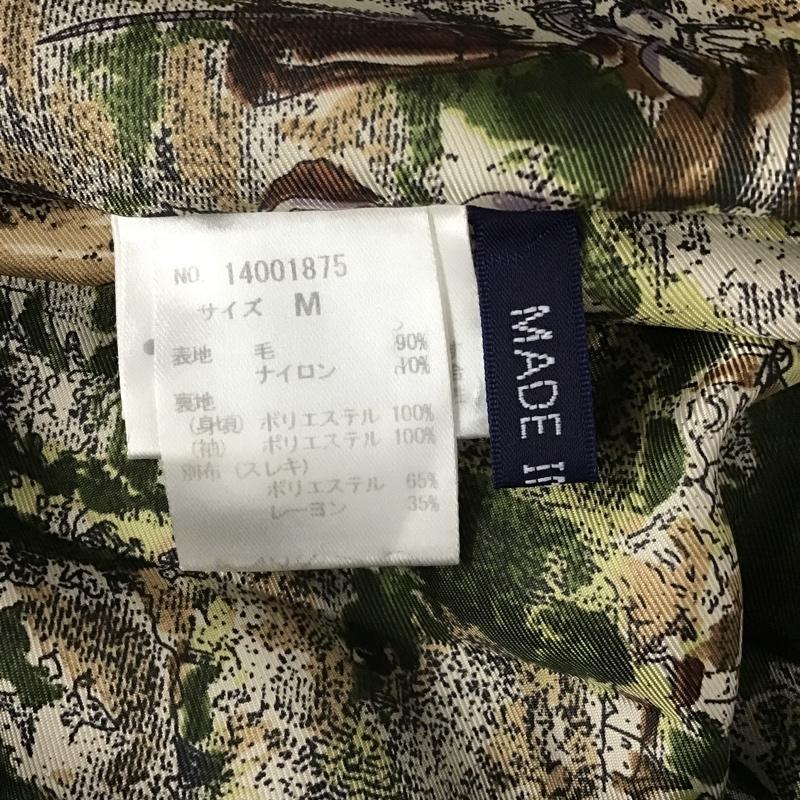 NO. 14001875
サイズ M
表地 毛 90%
ナイロン 10%
裏地
(身頃) ポリエステル 100%
(袖) ポリエステル 100%
別布 (スレキ)
ポリエステル 65%
レーヨン 35%
MADE IN